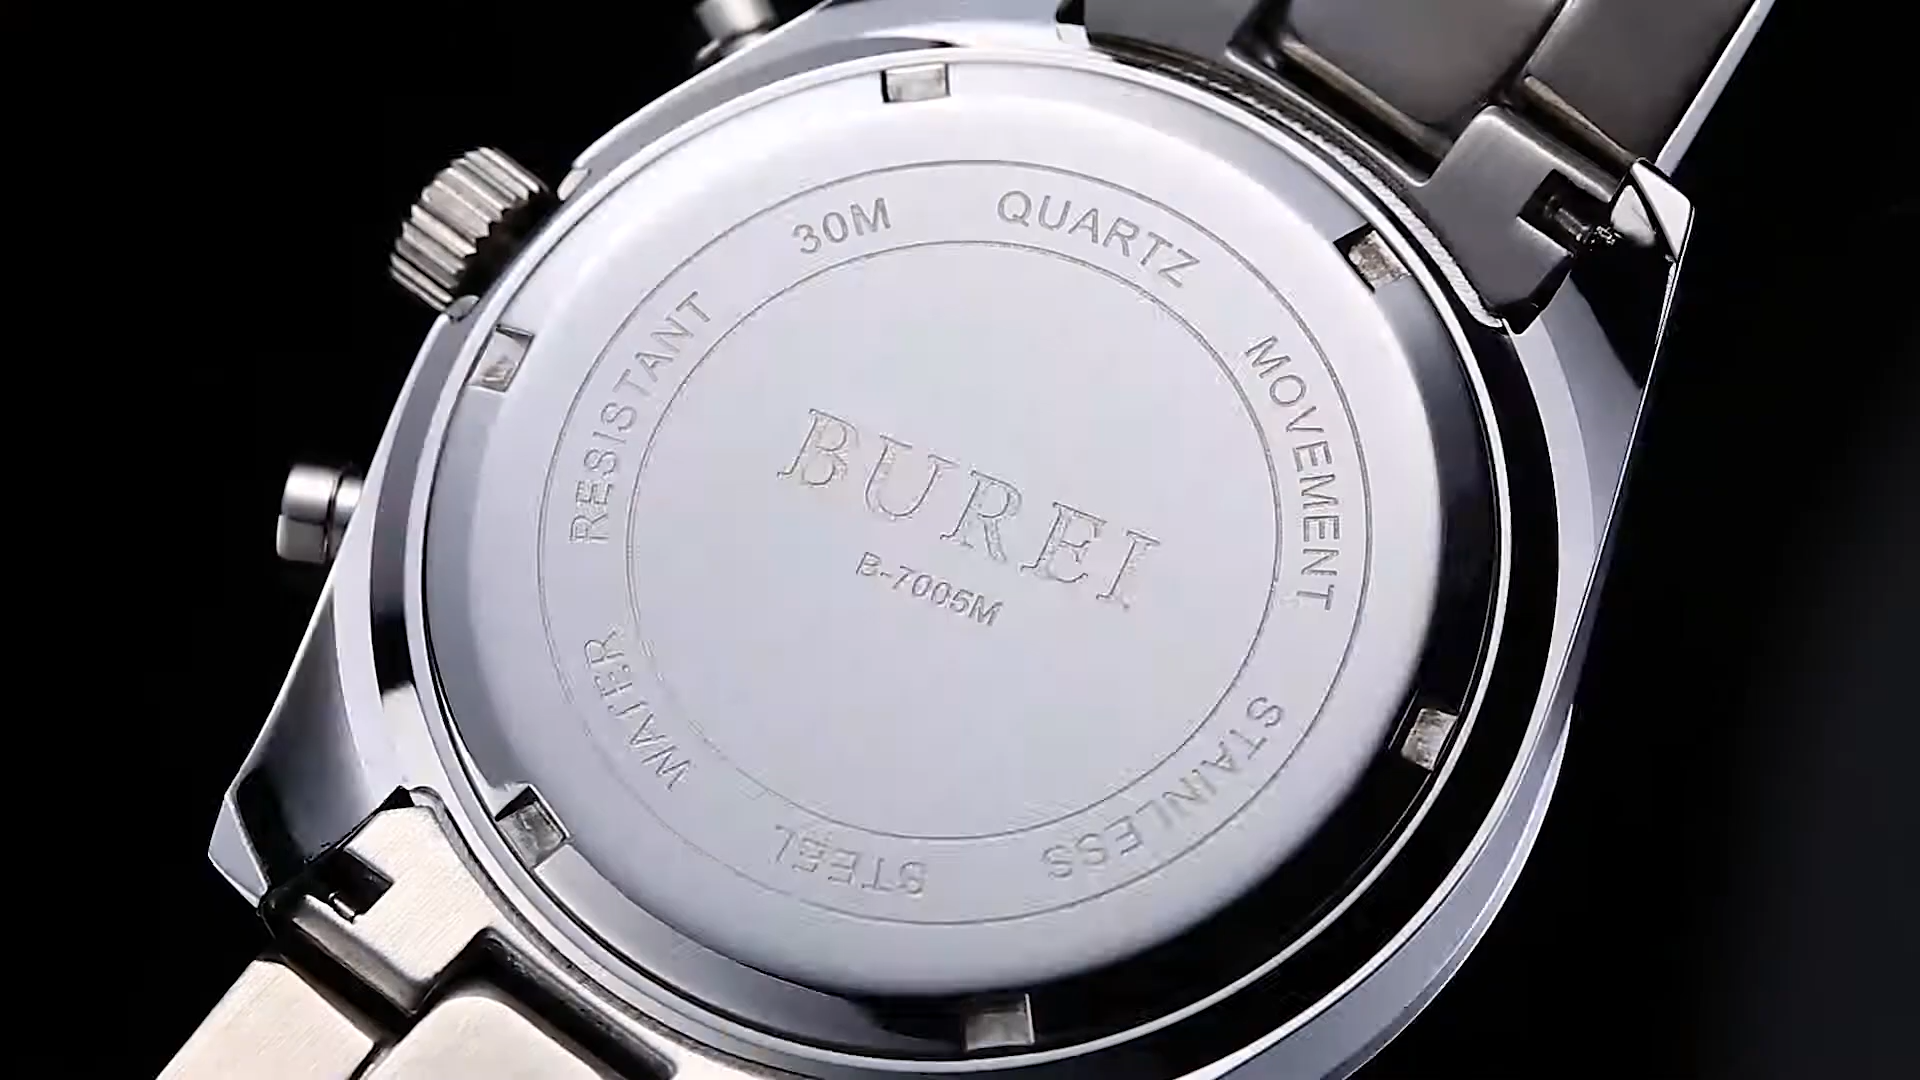 BUREI
B-7005M
30M
QUARTZ
MOVEMENT
STAINLESS
STEEL
WATER
RESISTANT